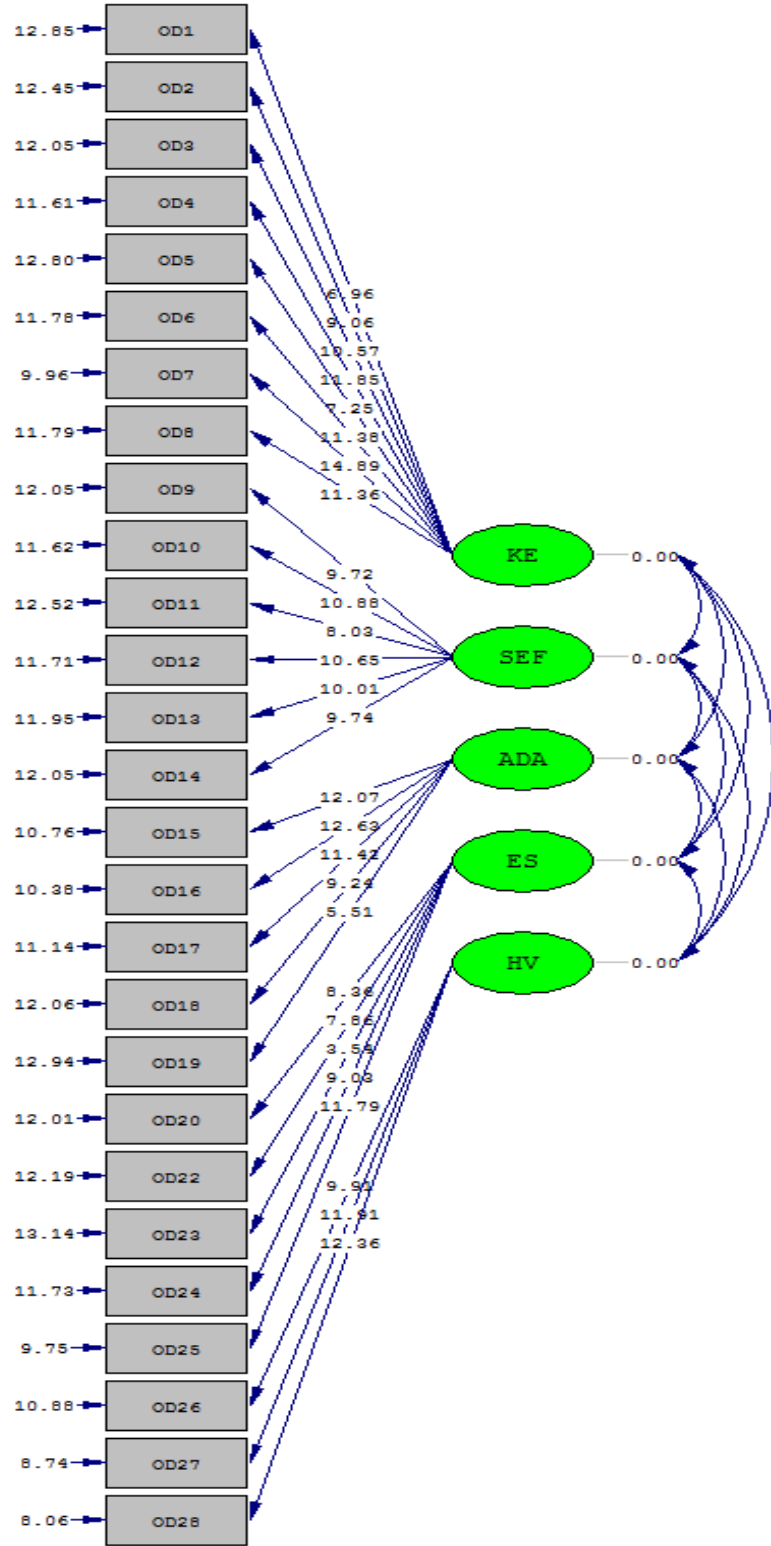 12.85 OD1
12.45 OD2
12.05 OD3
11.61 OD4
12.80 OD5
11.78 OD6
9.96 OD7
11.79 OD8
12.05 OD9
11.62 OD10
12.52 OD11
11.71 OD12
11.95 OD13
12.05 OD14
10.76 OD15
10.38 OD16
11.14 OD17
12.06 OD18
12.94 OD19
12.01 OD20
12.19 OD22
13.14 OD23
11.73 OD24
9.75 OD25
10.88 OD26
8.74 OD27
8.06 OD28
6.96
9.06
10.57
11.85
7.25
11.38
14.89
11.36
9.72
10.88
8.03
10.65
10.01
9.74
12.07
12.63
11.42
9.24
5.51
8.36
7.86
3.54
9.03
11.79
9.91
11.91
12.36
KE 0.00
SEF 0.00
ADA 0.00
ES 0.00
HV 0.00